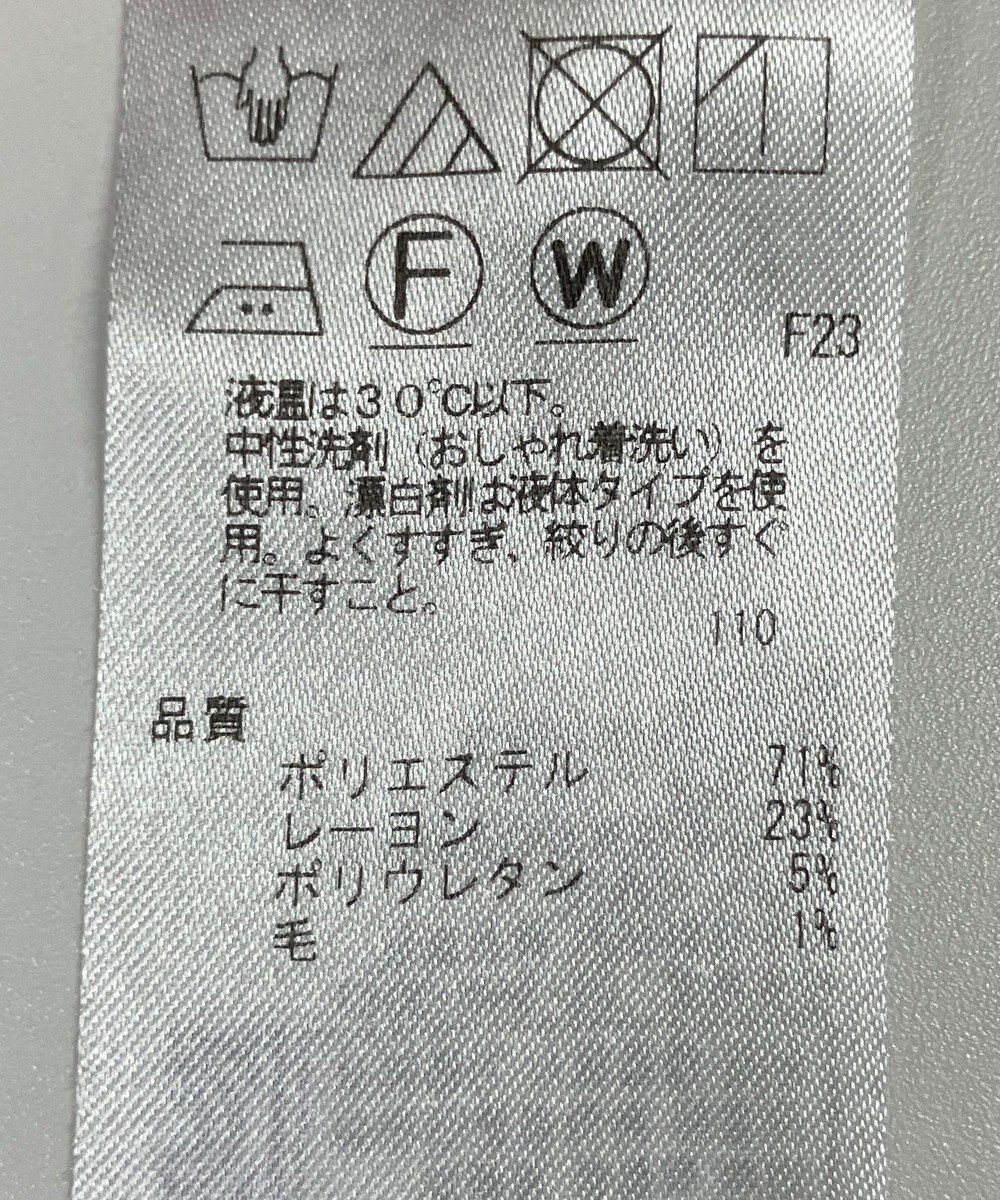 F
W
F23
液温は30℃以下。
中性洗剤（おしゃれ着洗い）を
使用。漂白剤は液体タイプを使
用。よくすすぎ、絞りの後すぐ
に干すこと。
110
品質
ポリエステル 71%
レーヨン 23%
ポリウレタン 5%
毛 1%